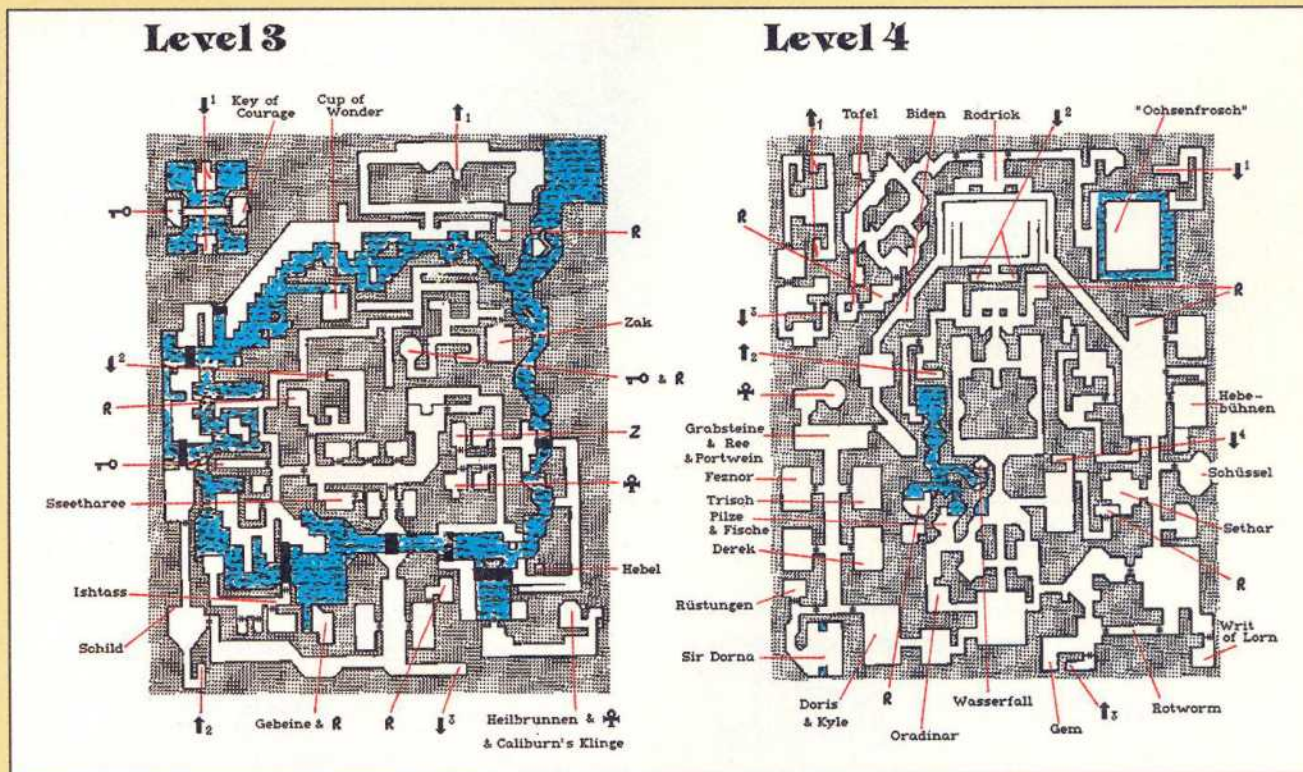 Level 3
Level 4
↓1
Key of
Courage
Cup of
Wonder
↑1
R
Zak
↓2
& R
R
Z
Sseetharee
Hebel
Ishtass
Schild
↑2
Gebeine & R
R
↓3
Heilbrunnen & ☥
& Caliburn's Klinge
↑1
Tafel
Biden
Rodrick
↓2
"Ochsenfrosch"
↓1
R
R
↓3
↑2
☥
Grabsteine
& Ree
& Portwein
Hebe-
bühnen
↓4
Feznor
Schüssel
Trisch
Pilze
& Fische
Sethar
Derek
R
Rüstungen
Writ
of Lorn
Sir Dorna
Doris
& Kyle
R
Oradinar
Wasserfall
Gem
↑3
Rotworm